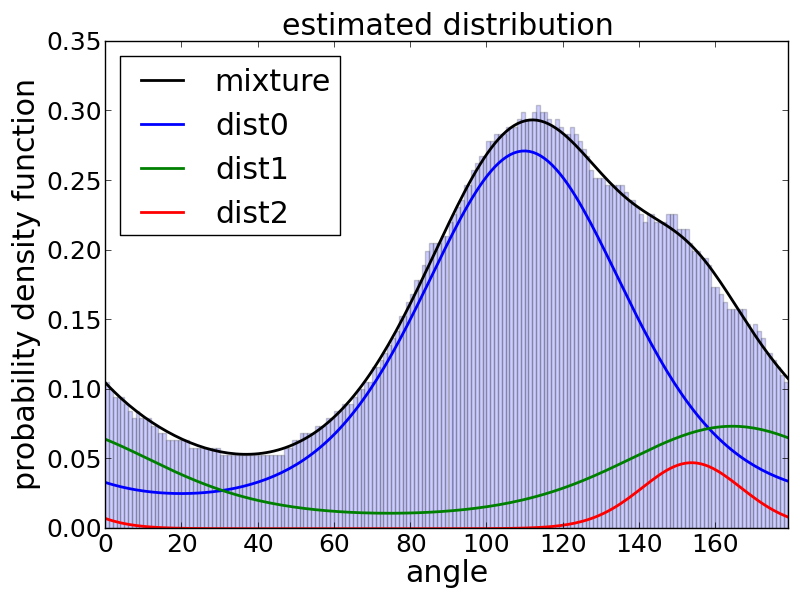 estimated distribution
probability density function
0.35
0.30
0.25
0.20
0.15
0.10
0.05
0.00
mixture
dist0
dist1
dist2
0 20 40 60 80 100 120 140 160
angle